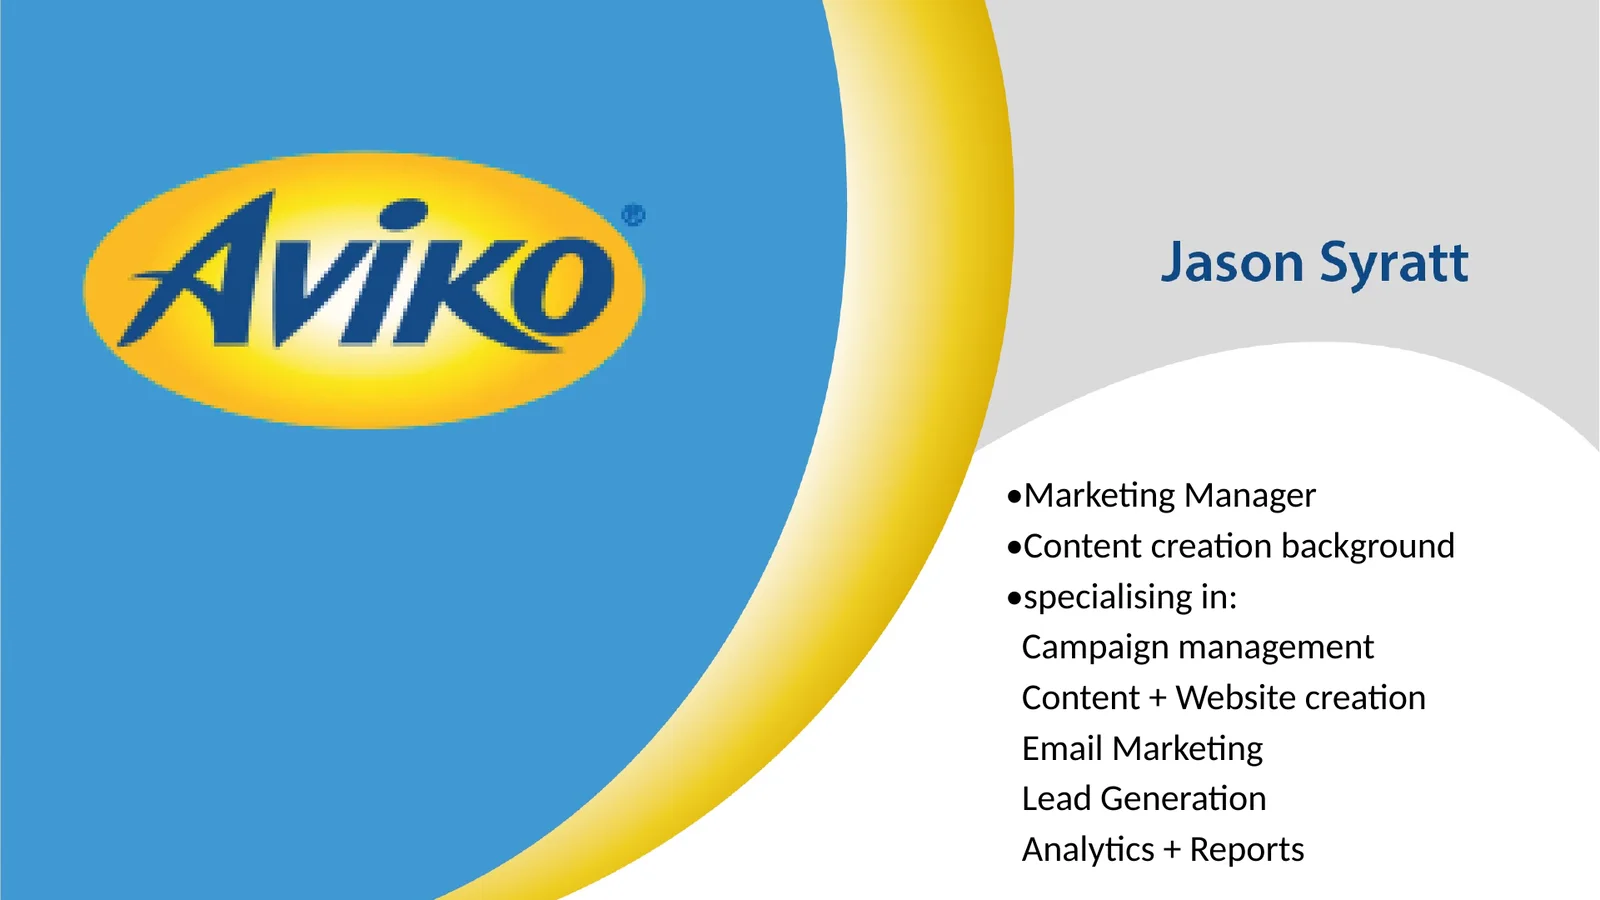 Aviko®
Jason Syratt
•Marketing Manager
•Content creation background
•specialising in:
Campaign management
Content + Website creation
Email Marketing
Lead Generation
Analytics + Reports